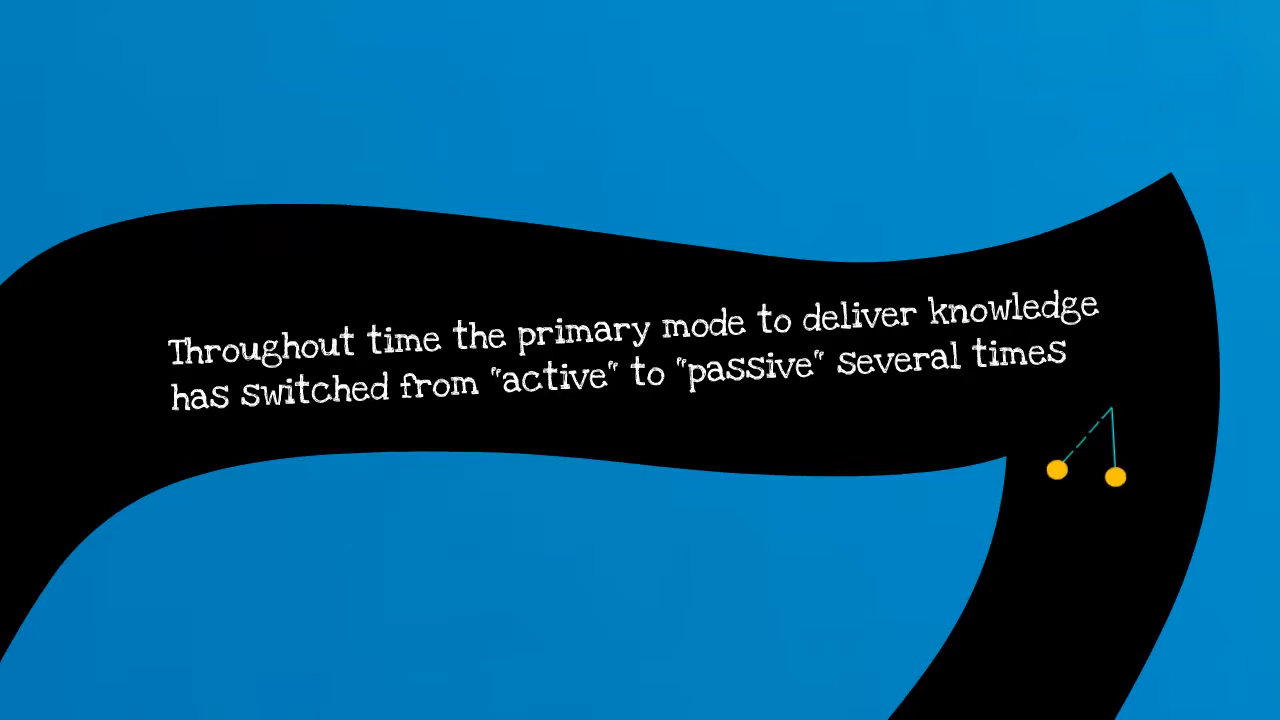 Throughout time the primary mode to deliver knowledge
has switched from "active" to "passive" several times